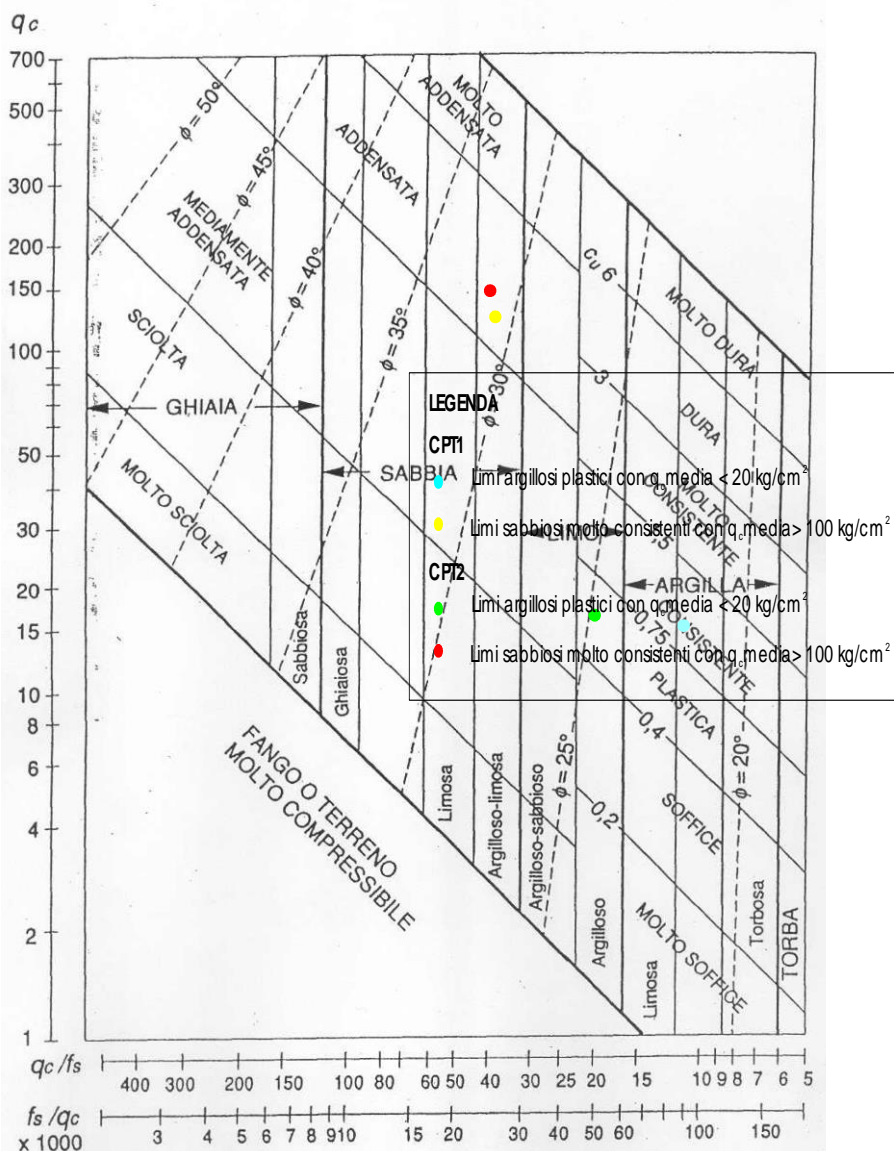 qc
700
500
300
200
150
100
50
30
20
15
10
8
6
4
2
1
ϕ = 50°
ϕ = 45°
ϕ = 40°
ϕ = 35°
ϕ = 30°
ϕ = 25°
ϕ = 20°
MOLTO ADDENSATA
ADDENSATA
MEDIAMENTE ADDENSATA
SCIOLTA
MOLTO SCIOLTA
GHIAIA
SABBIA
LIMO
ARGILLA
cu 6
3
,5
0,75
0,4
0,2
MOLTO DURA
DURA
MOLTO CONSISTENTE
CONSISTENTE
PLASTICA
SOFFICE
MOLTO SOFFICE
LEGENDA
CPT1
Limi argillosi plastici con qc media < 20 kg/cm²
Limi sabbiosi molto consistenti con qc media > 100 kg/cm²
CPT2
Limi argillosi plastici con qc media < 20 kg/cm²
Limi sabbiosi molto consistenti con qc media > 100 kg/cm²
Sabbiosa
Ghiaiosa
Limosa
Argilloso-limosa
Argilloso-sabbioso
Argilloso
Limosa
Torbosa
TORBA
FANGO O TERRENO
MOLTO COMPRESSIBILE
qc /fs
400 300 200 150 100 80 60 50 40 30 25 20 15 10 9 8 7 6 5
fs /qc
x 1000
3 4 5 6 7 8 910 15 20 30 40 50 60 100 150